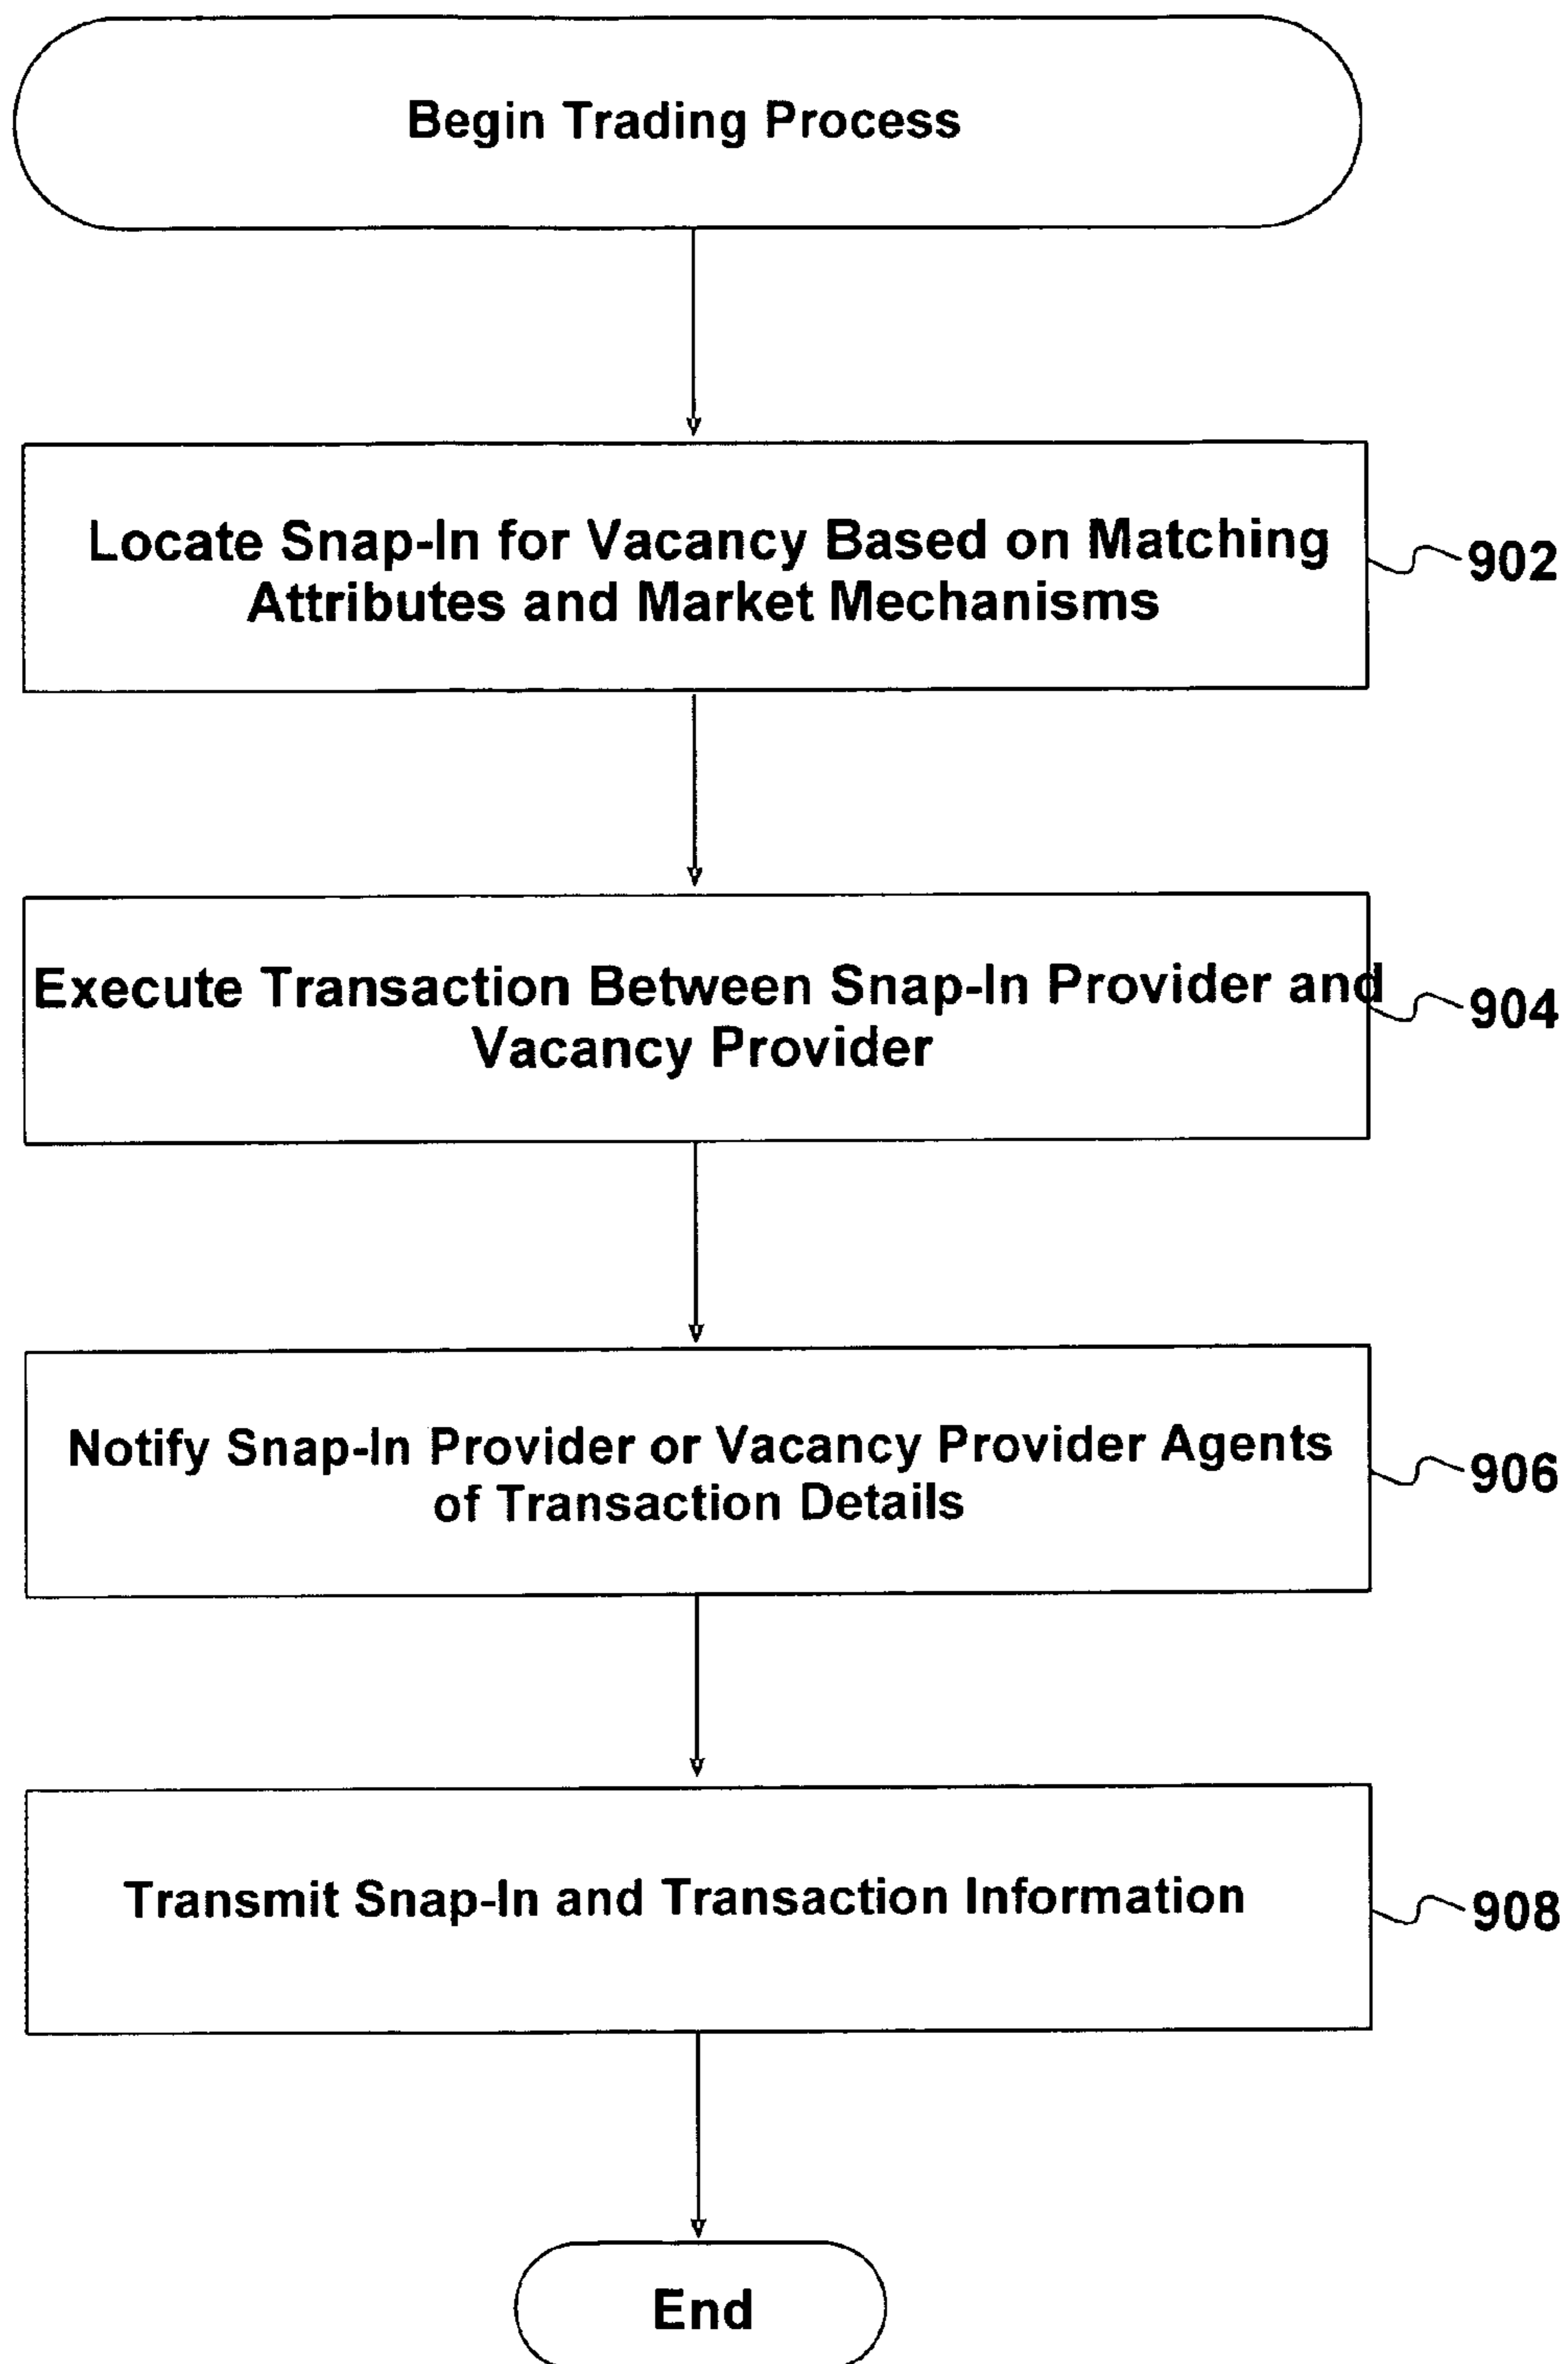 Begin Trading Process
Locate Snap-In for Vacancy Based on Matching
Attributes and Market Mechanisms
902
Execute Transaction Between Snap-In Provider and
Vacancy Provider
904
Notify Snap-In Provider or Vacancy Provider Agents
of Transaction Details
906
Transmit Snap-In and Transaction Information
908
End